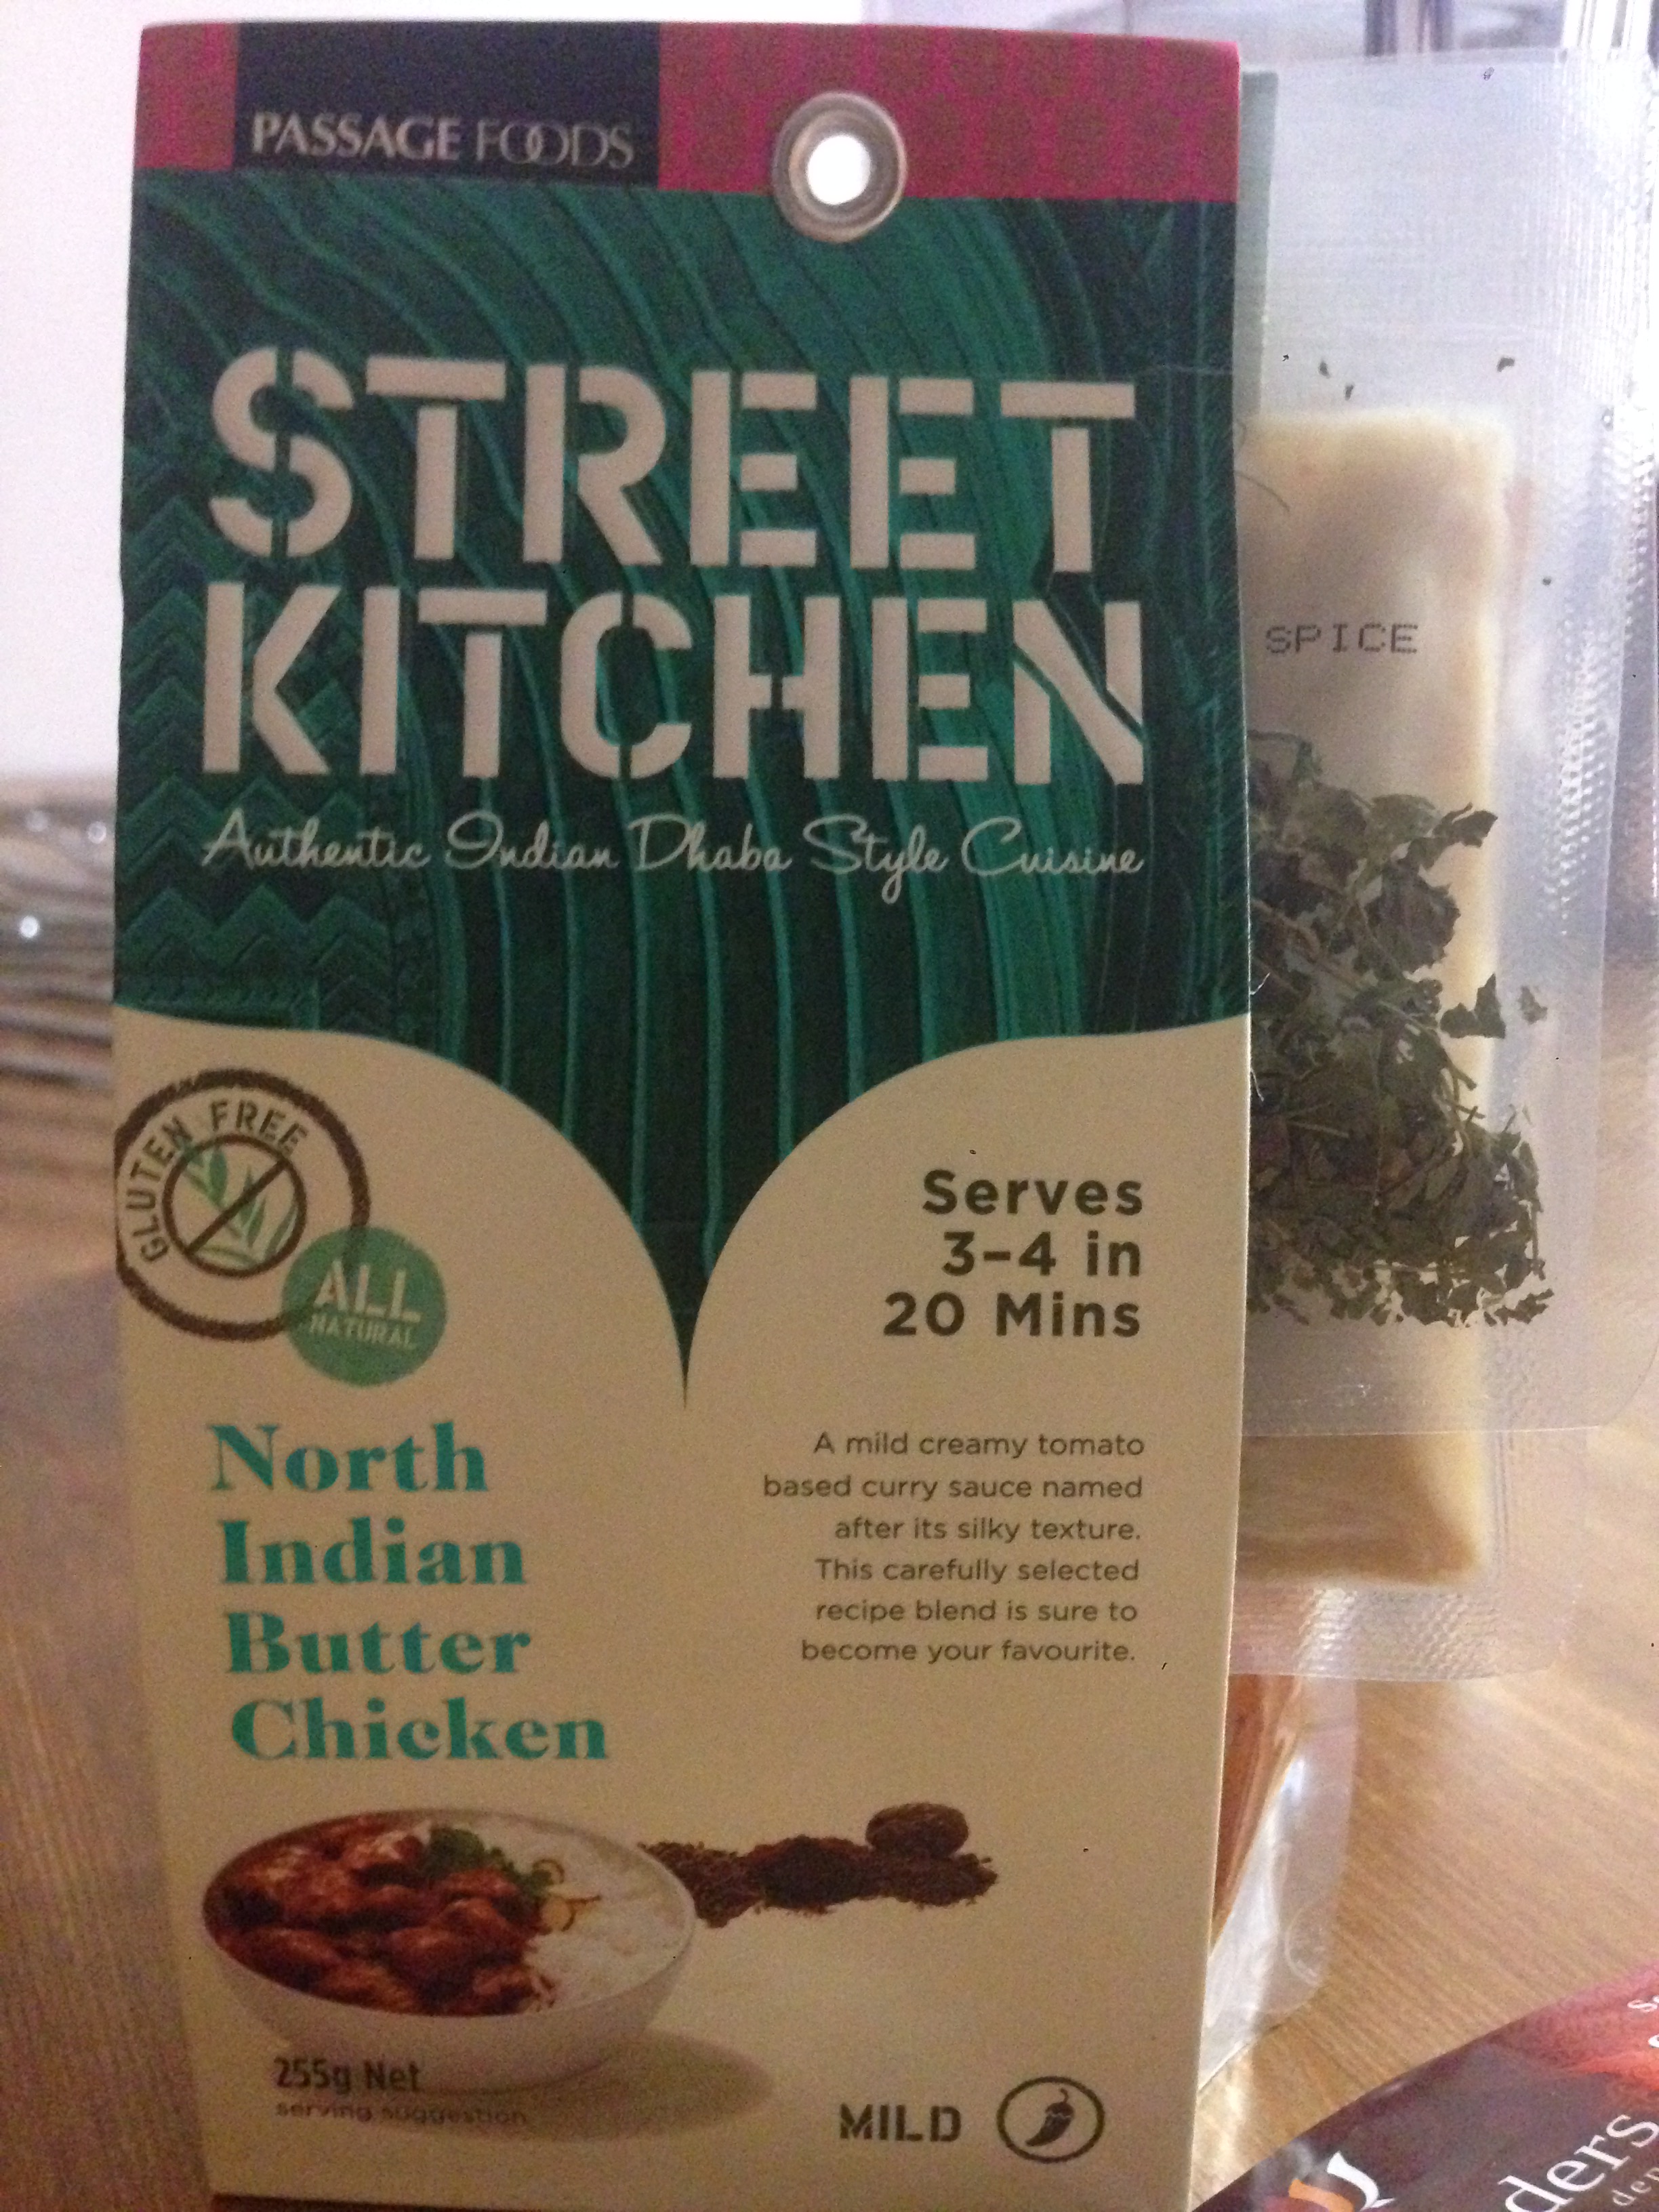 PASSAGE FOODS
STREET
KITCHEN
Authentic Indian Dhaba Style Cuisine
SPICE
GLUTEN FREE
ALL
NATURAL
Serves
3-4 in
20 Mins
North
Indian
Butter
Chicken
A mild creamy tomato
based curry sauce named
after its silky texture.
This carefully selected
recipe blend is sure to
become your favourite.
255g Net
serving suggestion
MILD
ders